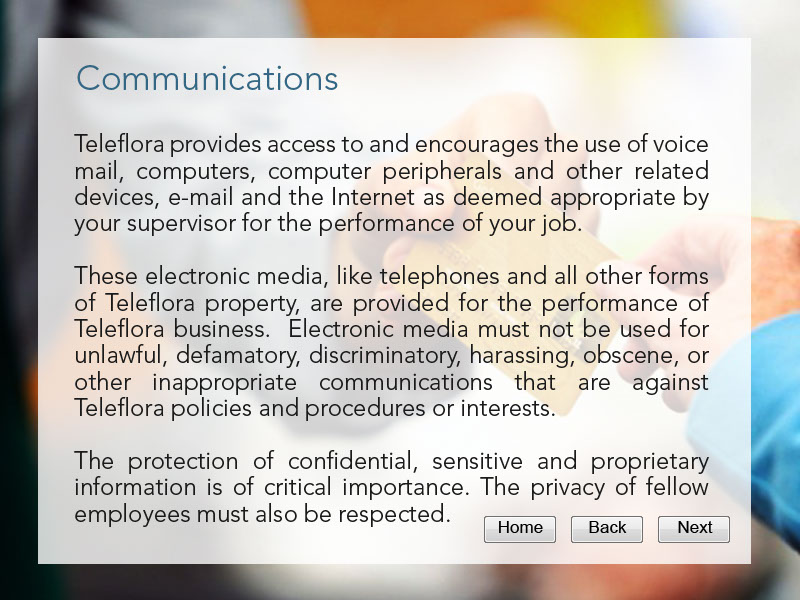 Communications
Teleflora provides access to and encourages the use of voice
mail, computers, computer peripherals and other related
devices, e-mail and the Internet as deemed appropriate by
your supervisor for the performance of your job.
These electronic media, like telephones and all other forms
of Teleflora property, are provided for the performance of
Teleflora business.  Electronic media must not be used for
unlawful, defamatory, discriminatory, harassing, obscene, or
other inappropriate communications that are against
Teleflora policies and procedures or interests.
The protection of confidential, sensitive and proprietary
information is of critical importance. The privacy of fellow
employees must also be respected.
Home Back Next